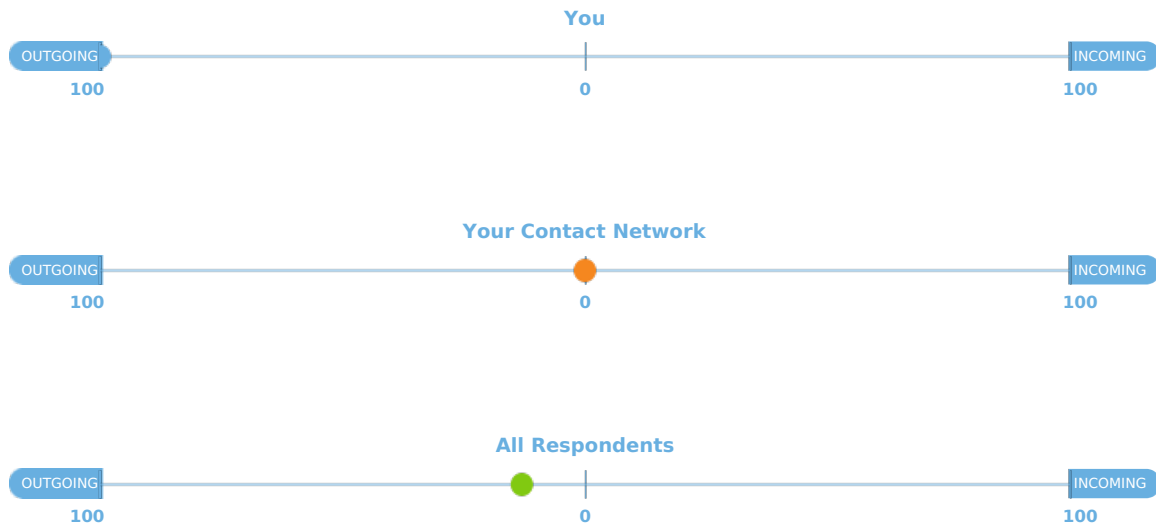 You
OUTGOING INCOMING
100 0 100
Your Contact Network
OUTGOING INCOMING
100 0 100
All Respondents
OUTGOING INCOMING
100 0 100